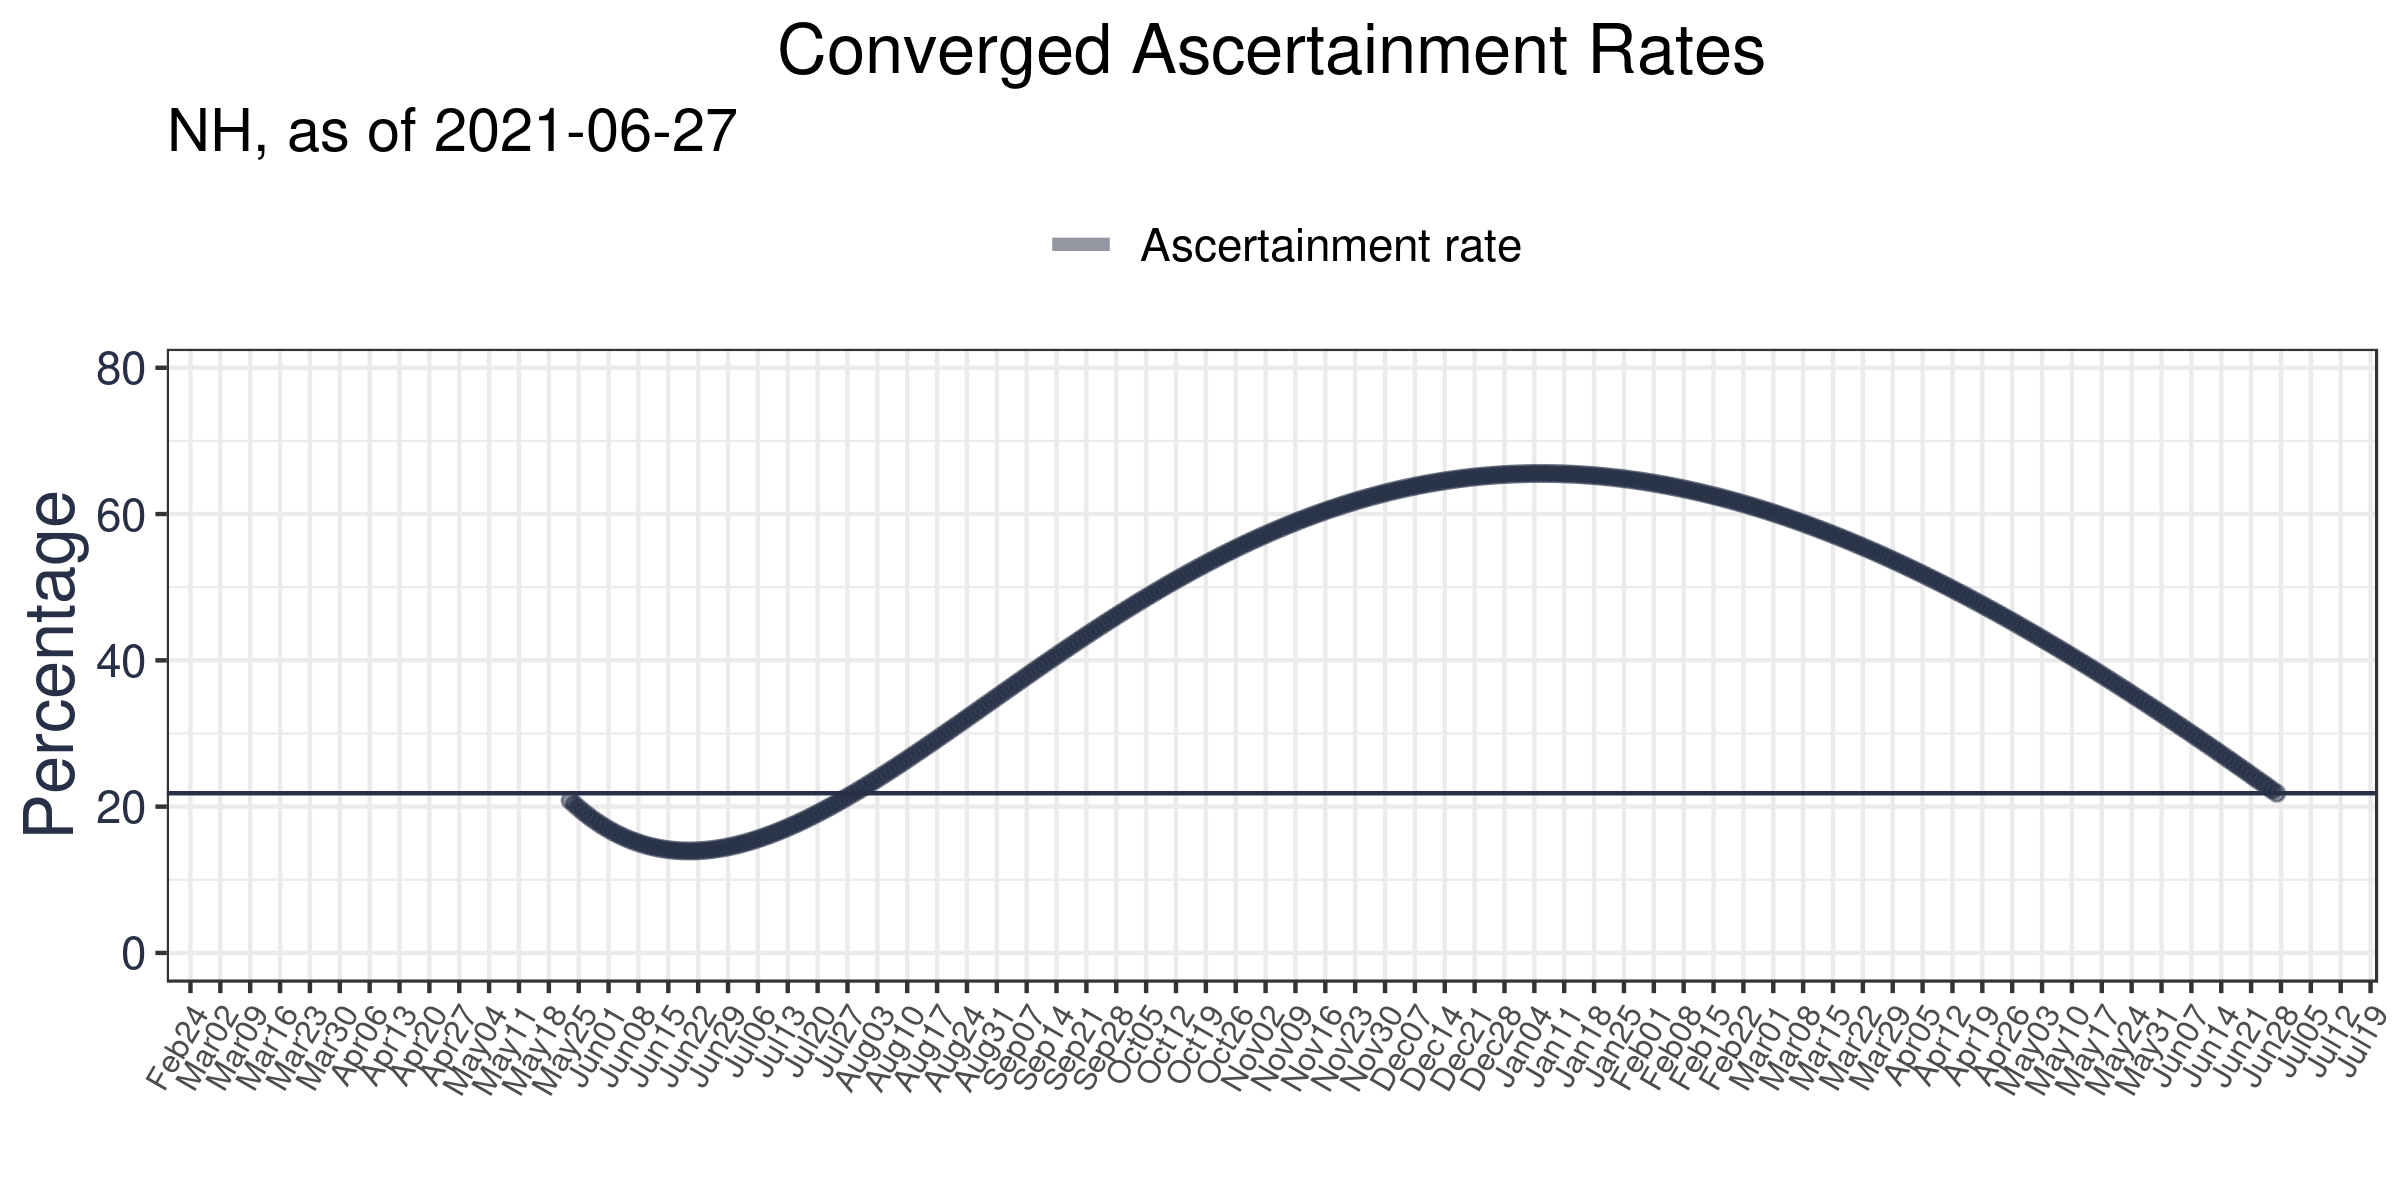 Converged Ascertainment Rates
NH, as of 2021-06-27
Ascertainment rate
Percentage
80
60
40
20
0
Feb24
Mar02
Mar09
Mar16
Mar23
Mar30
Apr06
Apr13
Apr20
Apr27
May04
May11
May18
May25
Jun01
Jun08
Jun15
Jun22
Jun29
Jul06
Jul13
Jul20
Jul27
Aug03
Aug10
Aug17
Aug24
Aug31
Sep07
Sep14
Sep21
Sep28
Oct05
Oct12
Oct19
Oct26
Nov02
Nov09
Nov16
Nov23
Nov30
Dec07
Dec14
Dec21
Dec28
Jan04
Jan11
Jan18
Jan25
Feb01
Feb08
Feb15
Feb22
Mar01
Mar08
Mar15
Mar22
Mar29
Apr05
Apr12
Apr19
Apr26
May03
May10
May17
May24
May31
Jun07
Jun14
Jun21
Jun28
Jul05
Jul12
Jul19